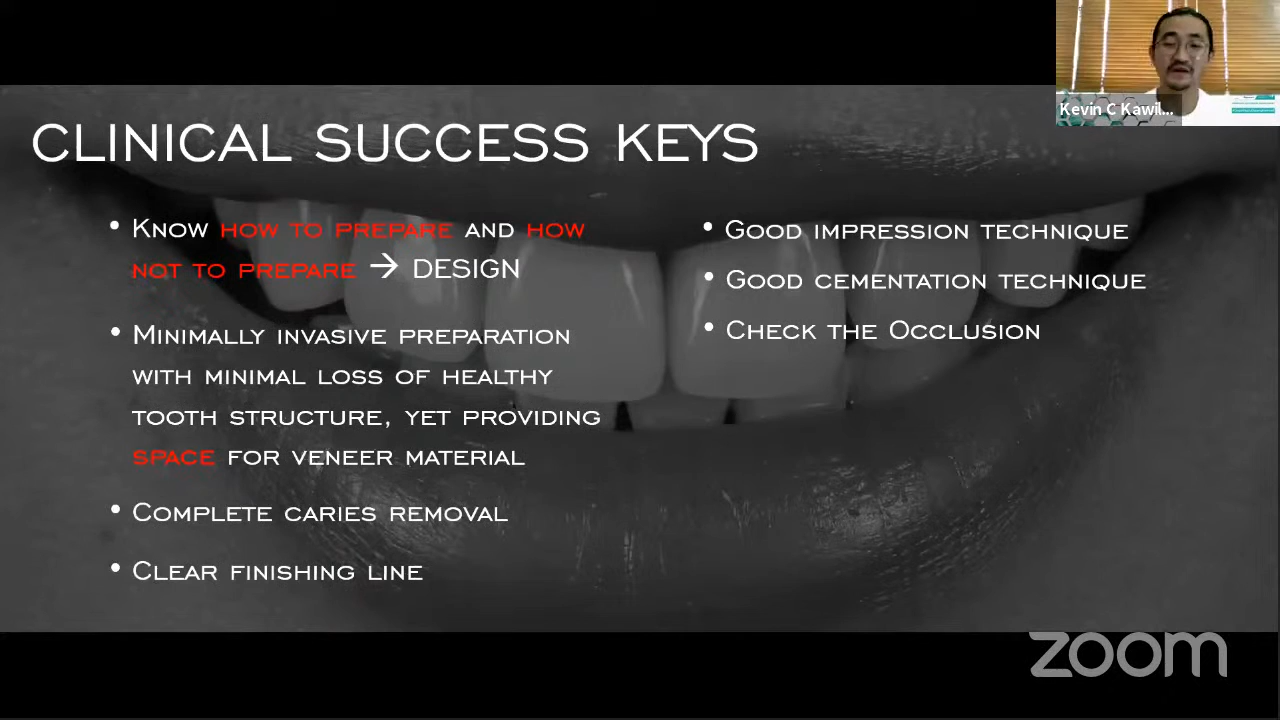 Kevin C Kawil...
CLINICAL SUCCESS KEYS
• Know how to prepare and how
not to prepare → DESIGN
• Minimally invasive preparation
with minimal loss of healthy
tooth structure, yet providing
space for veneer material
• Complete caries removal
• Clear finishing line
• Good impression technique
• Good cementation technique
• Check the Occlusion
zoom